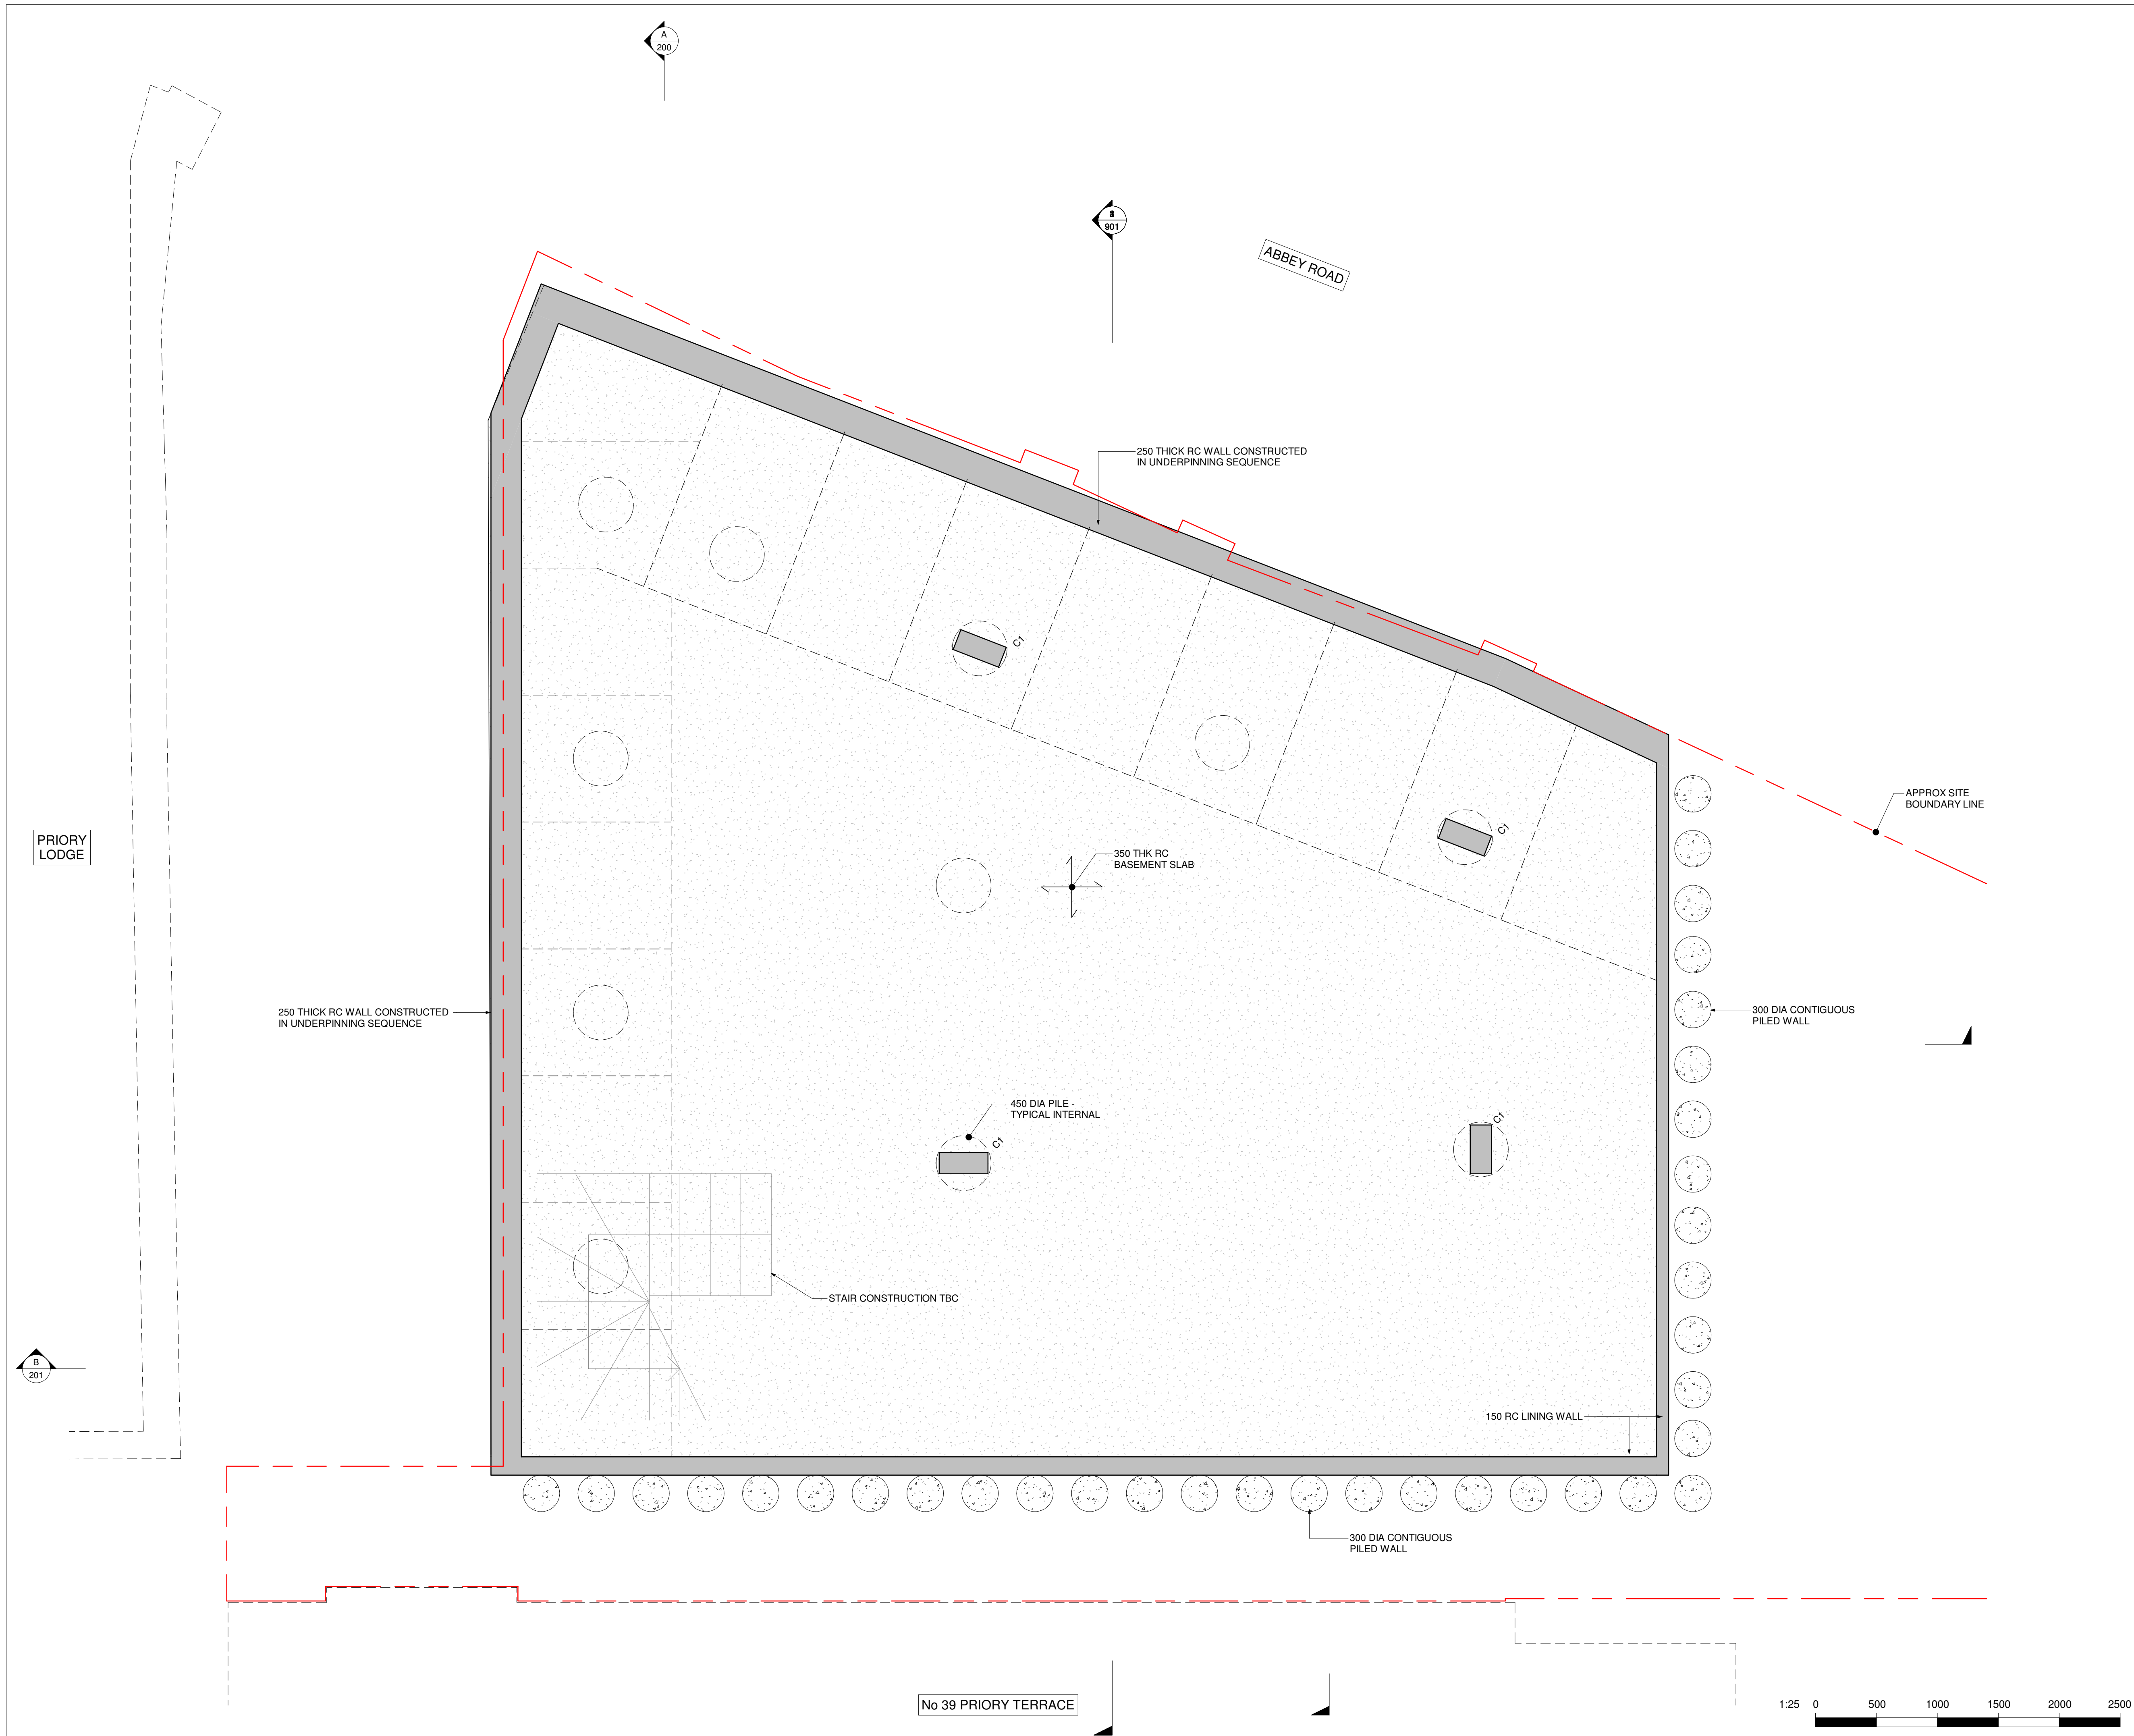 A
200
901
ABBEY ROAD
250 THICK RC WALL CONSTRUCTED
IN UNDERPINNING SEQUENCE
C1
C1
APPROX SITE
BOUNDARY LINE
PRIORY
LODGE
350 THK RC
BASEMENT SLAB
250 THICK RC WALL CONSTRUCTED
IN UNDERPINNING SEQUENCE
300 DIA CONTIGUOUS
PILED WALL
450 DIA PILE -
TYPICAL INTERNAL
C1
C1
STAIR CONSTRUCTION TBC
B
201
150 RC LINING WALL
300 DIA CONTIGUOUS
PILED WALL
No 39 PRIORY TERRACE
1:25 0 500 1000 1500 2000 2500